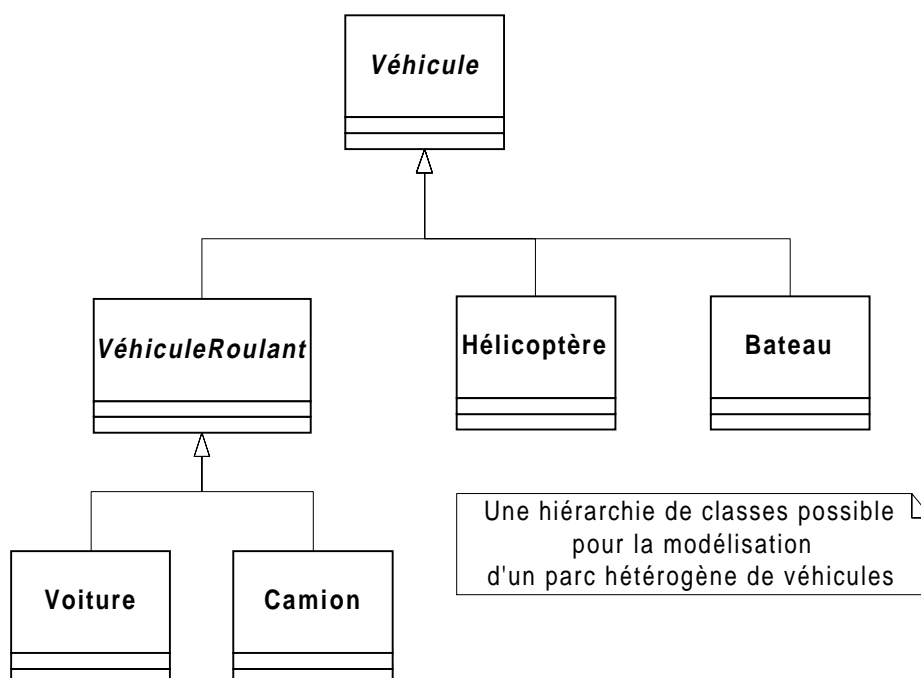 Véhicule
VéhiculeRoulant
Hélicoptère
Bateau
Voiture
Camion
Une hiérarchie de classes possible
pour la modélisation
d'un parc hétérogène de véhicules